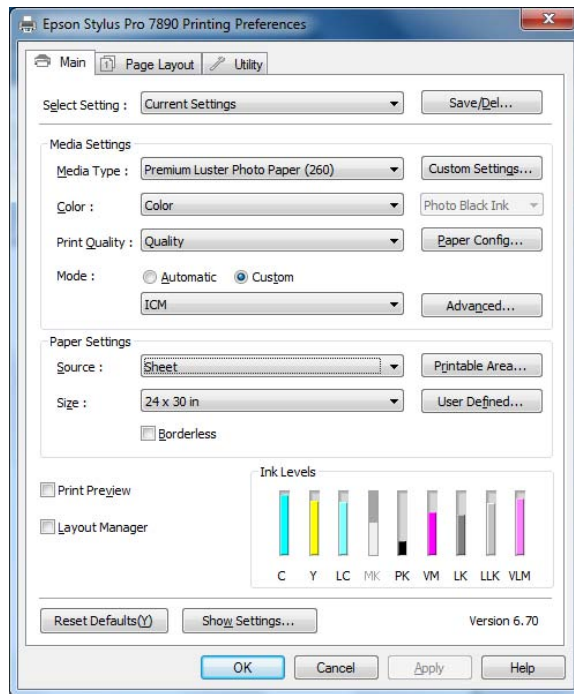 Epson Stylus Pro 7890 Printing Preferences
Main Page Layout Utility
Select Setting : Current Settings Save/Del...
Media Settings
Media Type : Premium Luster Photo Paper (260) Custom Settings...
Color : Color Photo Black Ink
Print Quality : Quality Paper Config...
Mode : Automatic Custom
ICM Advanced...
Paper Settings
Source : Sheet Printable Area...
Size : 24 x 30 in User Defined...
Borderless
Print Preview
Layout Manager
Ink Levels
C Y LC MK PK VM LK LLK VLM
Reset Defaults(Y) Show Settings... Version 6.70
OK Cancel Apply Help